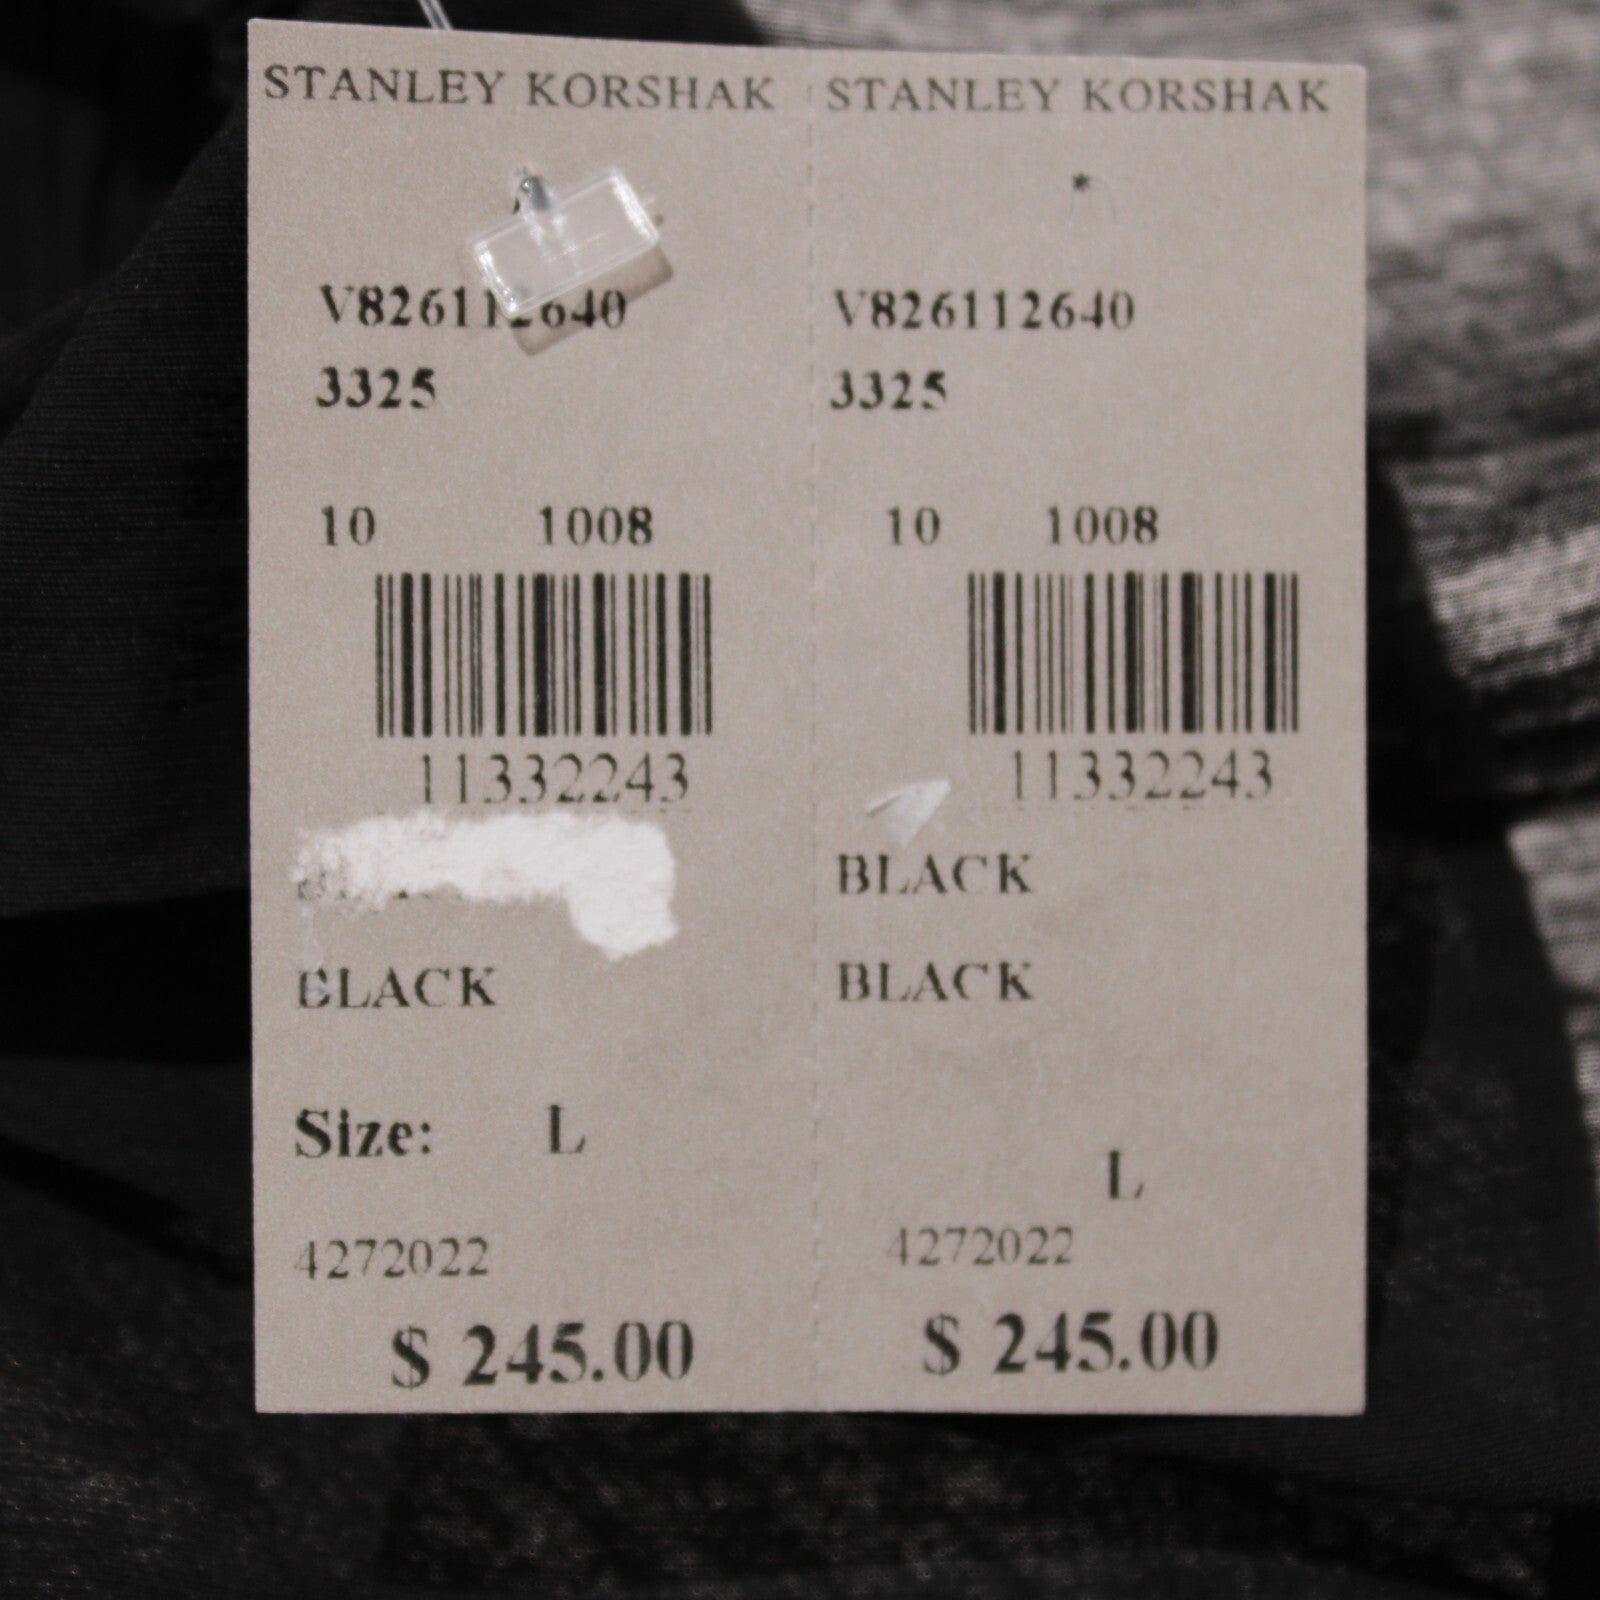 STANLEY KORSHAK
V826112640
3325
10 1008
11332243
BLACK
Size: L
4272022
$ 245.00
STANLEY KORSHAK
*
V826112640
3325
10 1008
11332243
BLACK
BLACK
L
4272022
$ 245.00